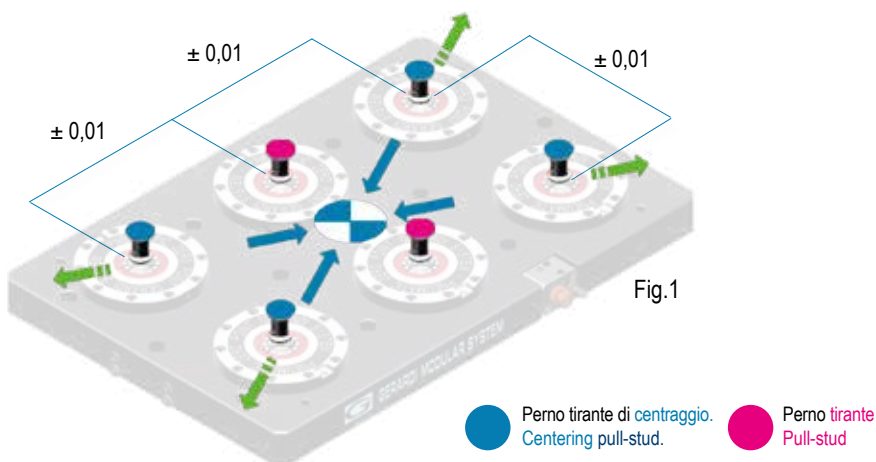 ± 0,01
± 0,01
± 0,01
Fig.1
G GERARDI MODULAR SYSTEM
Perno tirante di centraggio.
Centering pull-stud.
Perno tirante
Pull-stud